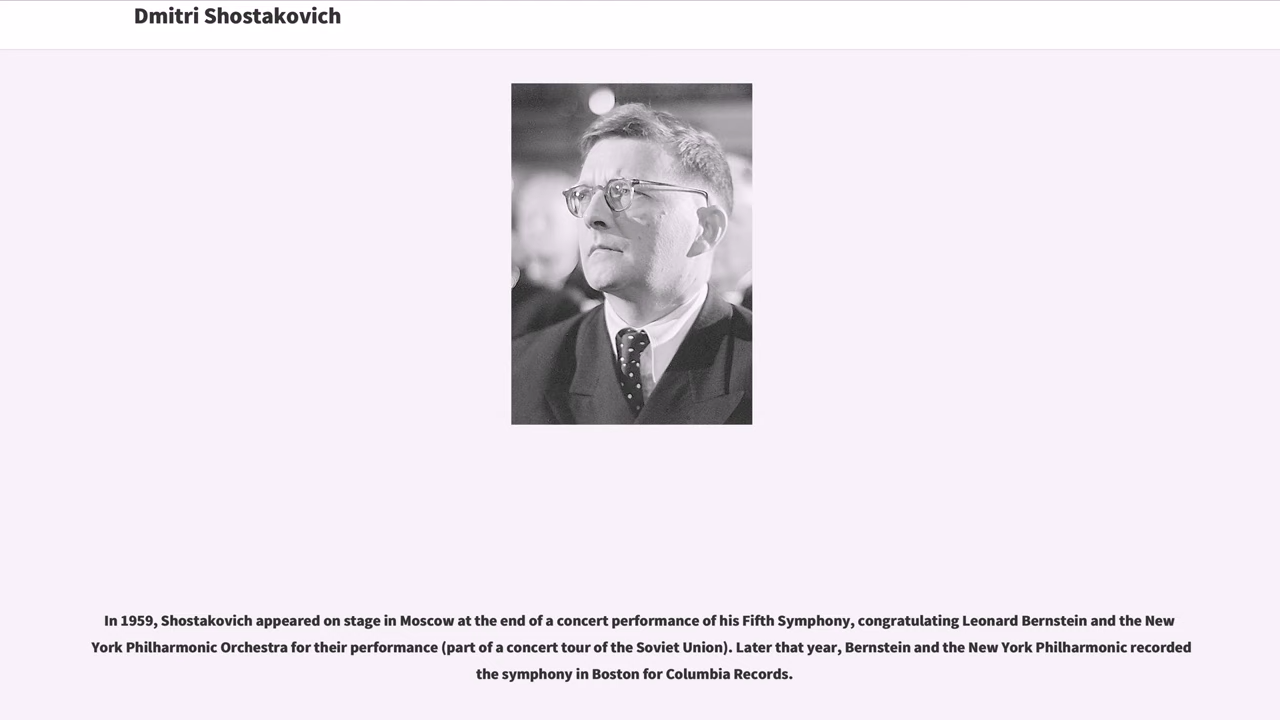 Dmitri Shostakovich
In 1959, Shostakovich appeared on stage in Moscow at the end of a concert performance of his Fifth Symphony, congratulating Leonard Bernstein and the New
York Philharmonic Orchestra for their performance (part of a concert tour of the Soviet Union). Later that year, Bernstein and the New York Philharmonic recorded
the symphony in Boston for Columbia Records.